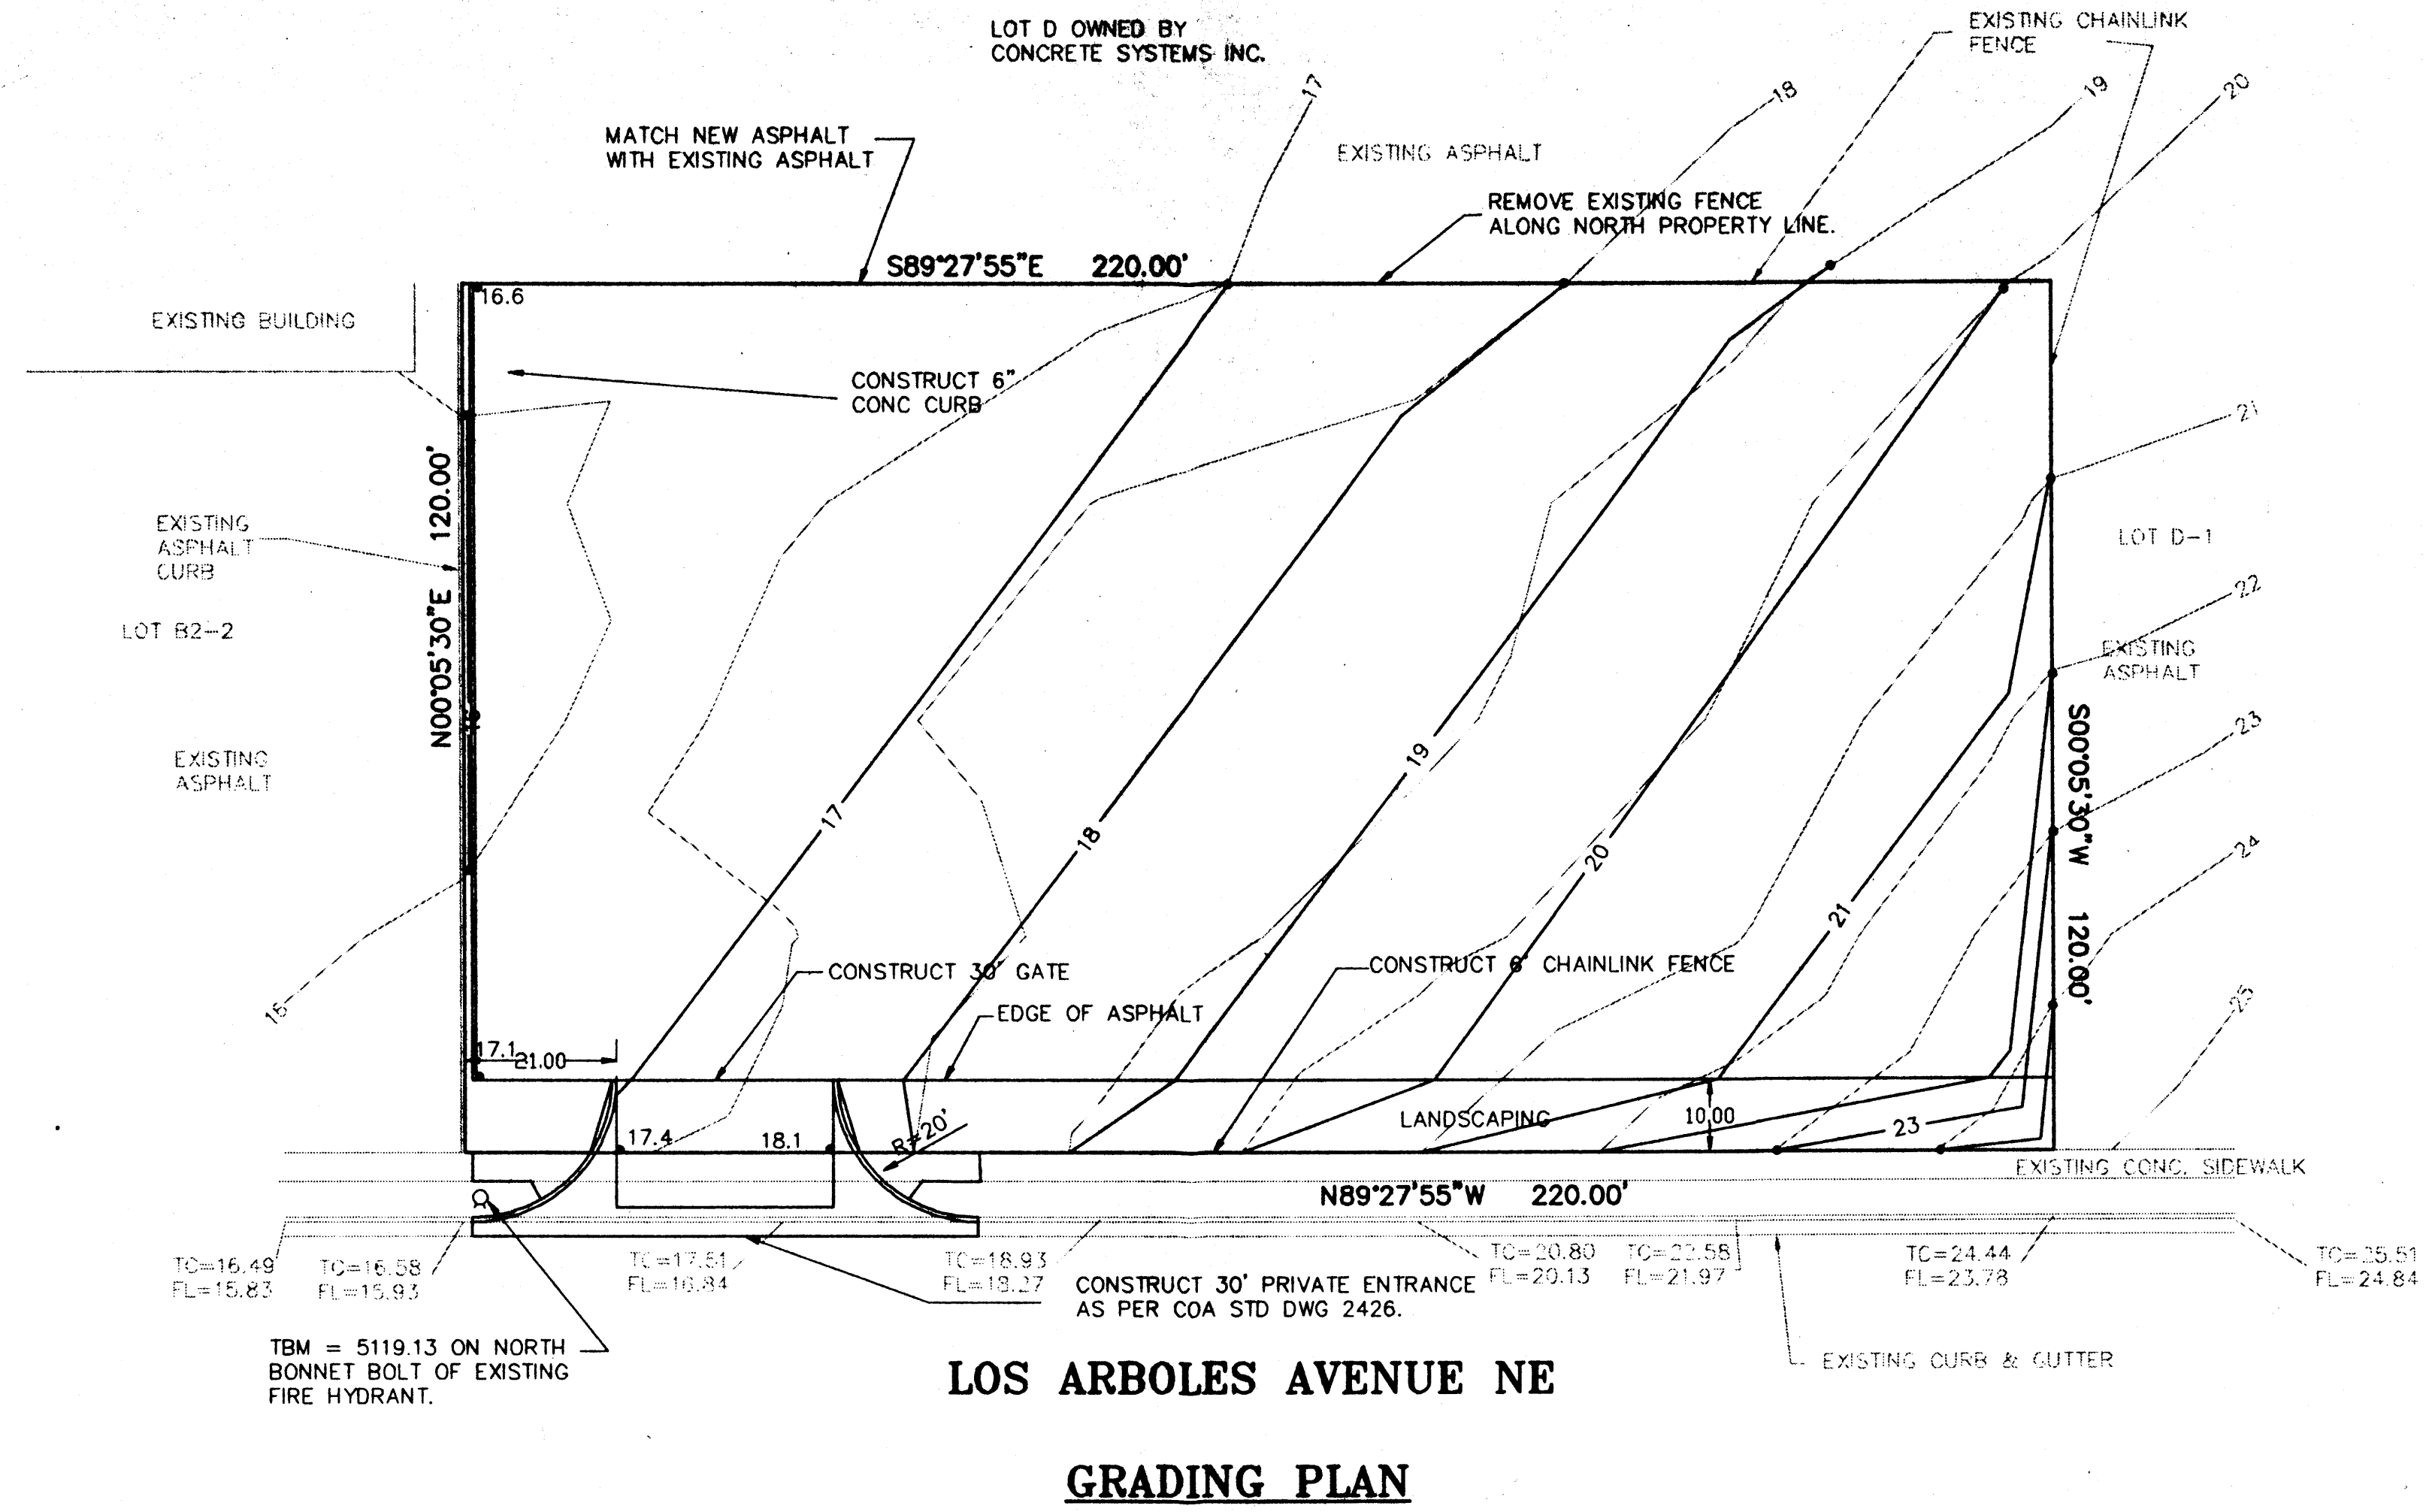 LOT D OWNED BY
CONCRETE SYSTEMS INC.
EXISTING CHAINLINK
FENCE
17
18
19
20
MATCH NEW ASPHALT
WITH EXISTING ASPHALT
EXISTING ASPHALT
REMOVE EXISTING FENCE
ALONG NORTH PROPERTY LINE.
S89°27'55"E 220.00'
16.6
EXISTING BUILDING
CONSTRUCT 6"
CONC CURB
21
N00°05'30"E 120.00'
EXISTING
ASPHALT
CURB
LOT D-1
22
LOT B2-2
EXISTING
ASPHALT
S00°05'30"W 120.00'
23
EXISTING
ASPHALT
17
18
19
20
21
24
CONSTRUCT 30' GATE
CONSTRUCT 6' CHAINLINK FENCE
EDGE OF ASPHALT
16
25
17.1
21.00
LANDSCAPING
10.00
23
17.4
18.1
R=20'
EXISTING CONC. SIDEWALK
N89°27'55"W 220.00'
TC=16.49
FL=15.83
TC=16.58
FL=15.93
TC=17.51
FL=16.84
TC=18.93
FL=18.27
TC=20.80
FL=20.13
TC=22.58
FL=21.97
TC=24.44
FL=23.78
TC=25.51
FL=24.84
CONSTRUCT 30' PRIVATE ENTRANCE
AS PER COA STD DWG 2426.
TBM = 5119.13 ON NORTH
BONNET BOLT OF EXISTING
FIRE HYDRANT.
EXISTING CURB & GUTTER
LOS ARBOLES AVENUE NE
GRADING PLAN